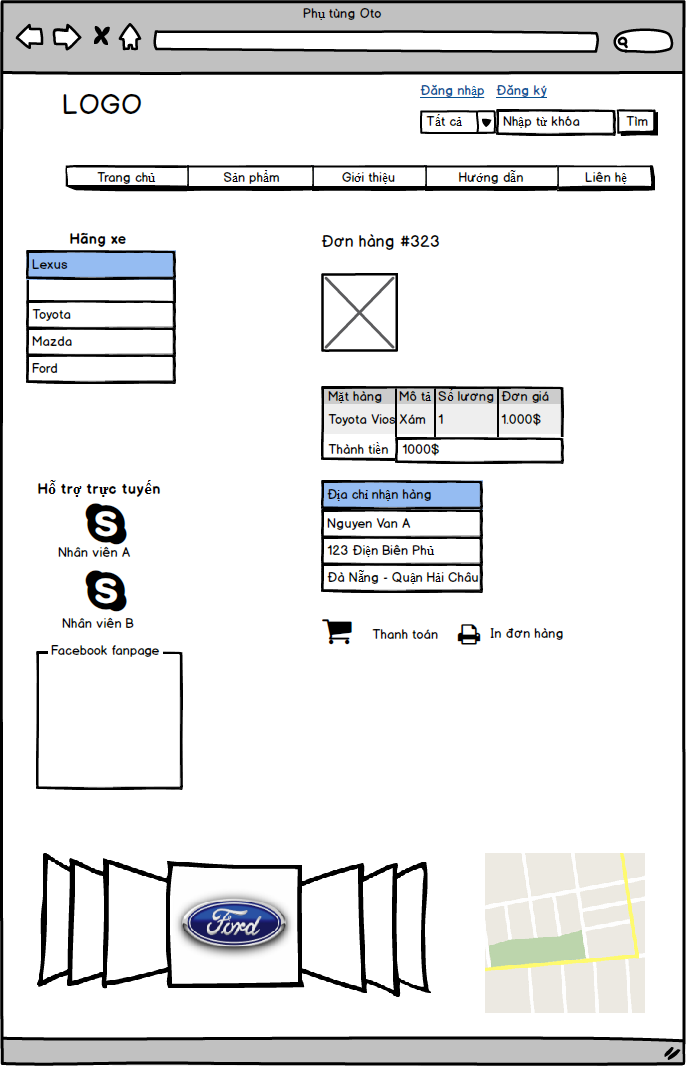 Phụ tùng Oto
LOGO
Đăng nhập Đăng ký
Tất cả Nhập từ khóa Tìm
Trang chủ Sản phẩm Giới thiệu Hướng dẫn Liên hệ
Hãng xe
Lexus
Toyota
Mazda
Ford
Đơn hàng #323
Mặt hàng Mô tả Số lương Đơn giá
Toyota Vios Xám 1 1.000$
Thành tiền 1000$
Địa chỉ nhận hàng
Nguyen Van A
123 Điện Biên Phủ
Đà Nẵng - Quận Hải Châu
Thanh toán In đơn hàng
Hỗ trợ trực tuyến
Nhân viên A
Nhân viên B
Facebook fanpage
Ford